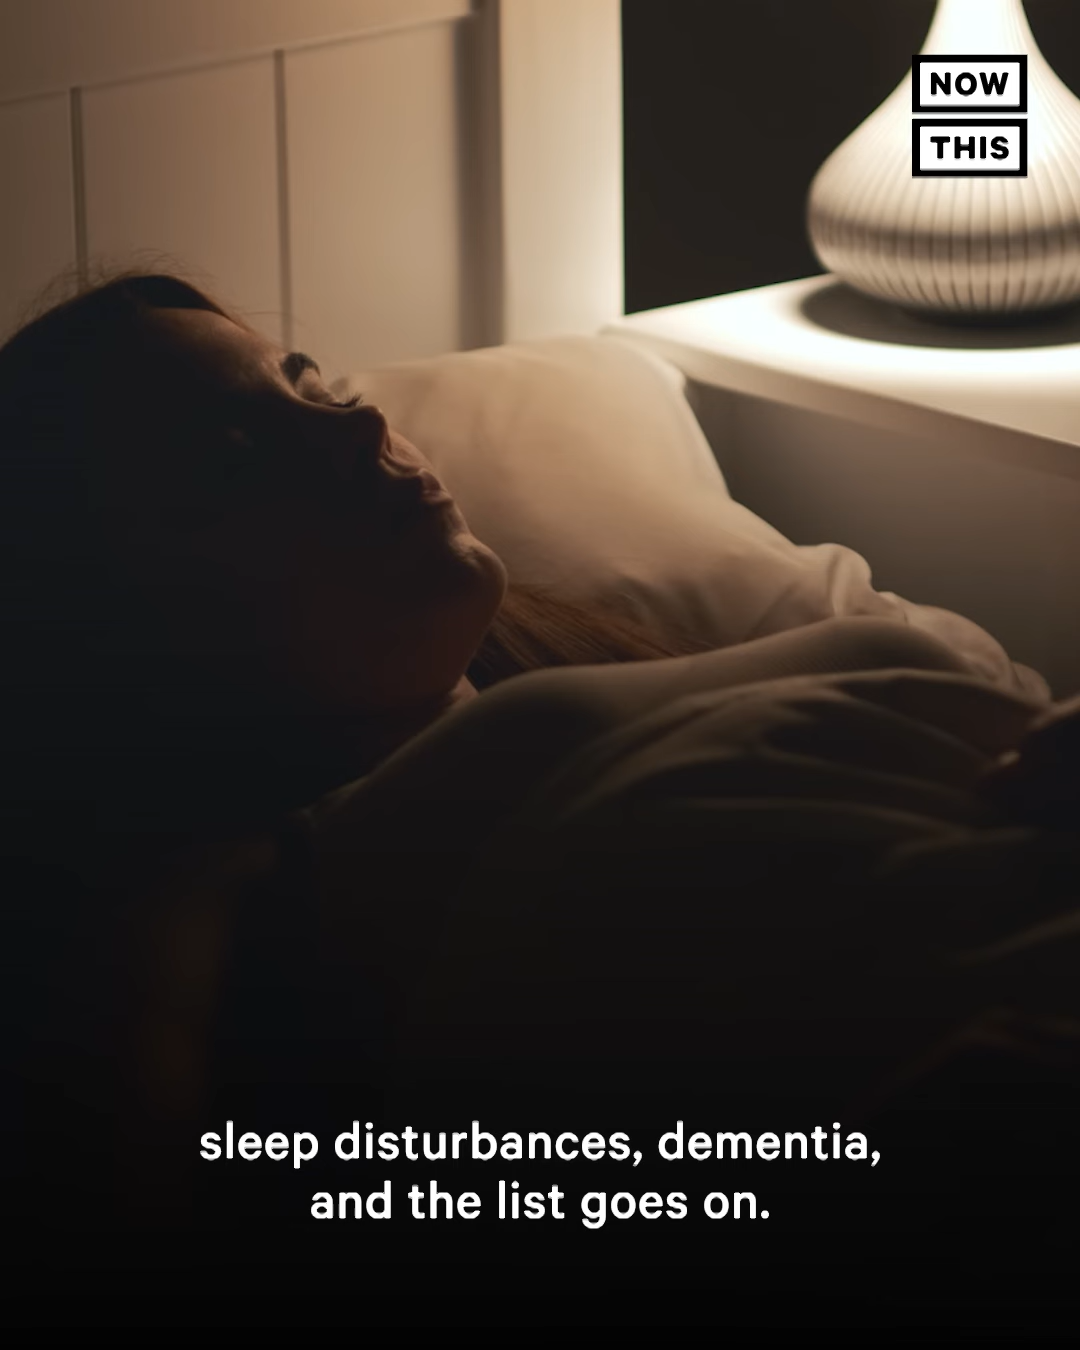 NOW
THIS
sleep disturbances, dementia,
and the list goes on.